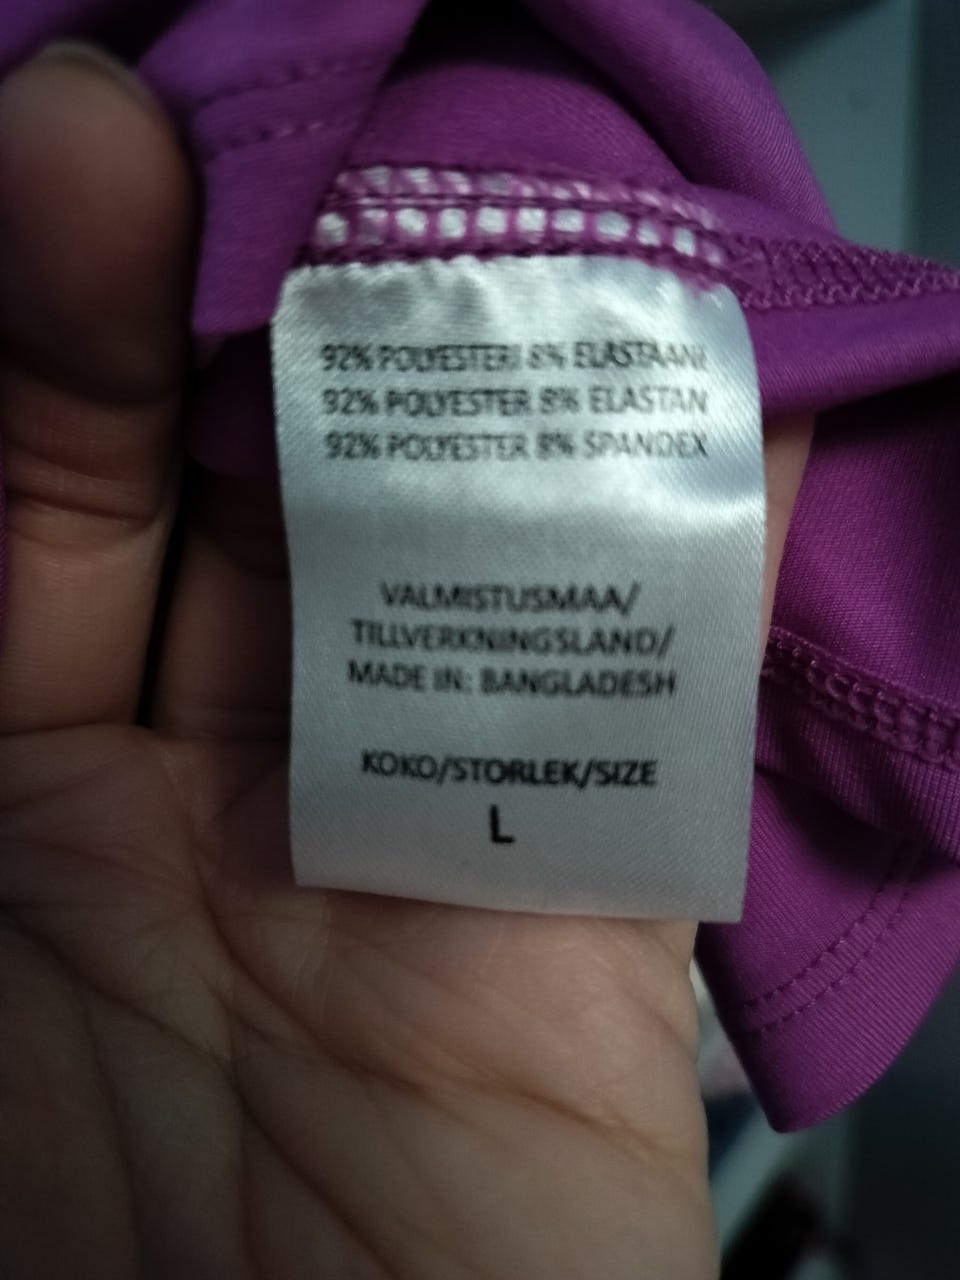 92% POLYESTERI 8% ELASTAANI
92% POLYESTER 8% ELASTAN
92% POLYESTER 8% SPANDEX
VALMISTUSMAA/
TILLVERKNINGSLAND/
MADE IN: BANGLADESH
KOKO/STORLEK/SIZE
L